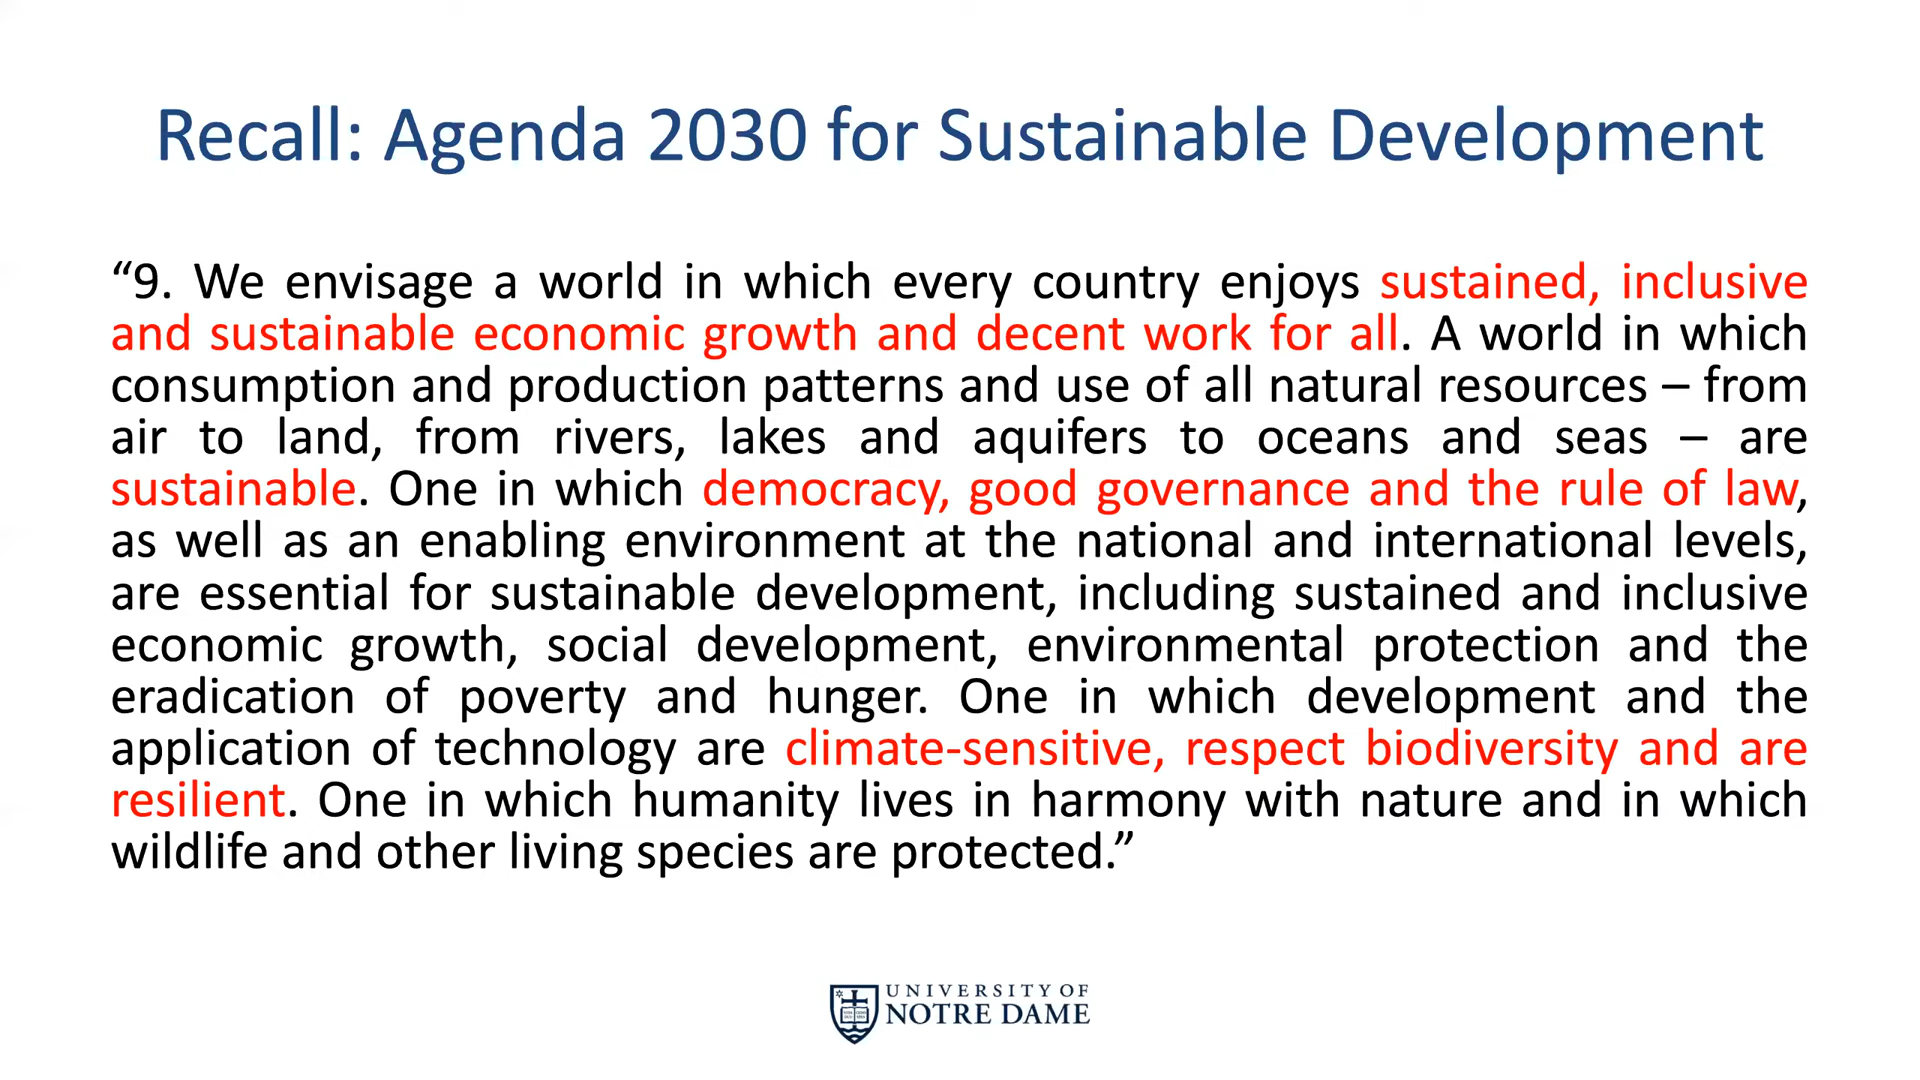 Recall: Agenda 2030 for Sustainable Development
“9. We envisage a world in which every country enjoys sustained, inclusive
and sustainable economic growth and decent work for all. A world in which
consumption and production patterns and use of all natural resources – from
air to land, from rivers, lakes and aquifers to oceans and seas – are
sustainable. One in which democracy, good governance and the rule of law,
as well as an enabling environment at the national and international levels,
are essential for sustainable development, including sustained and inclusive
economic growth, social development, environmental protection and the
eradication of poverty and hunger. One in which development and the
application of technology are climate-sensitive, respect biodiversity and are
resilient. One in which humanity lives in harmony with nature and in which
wildlife and other living species are protected.”
UNIVERSITY OF
NOTRE DAME